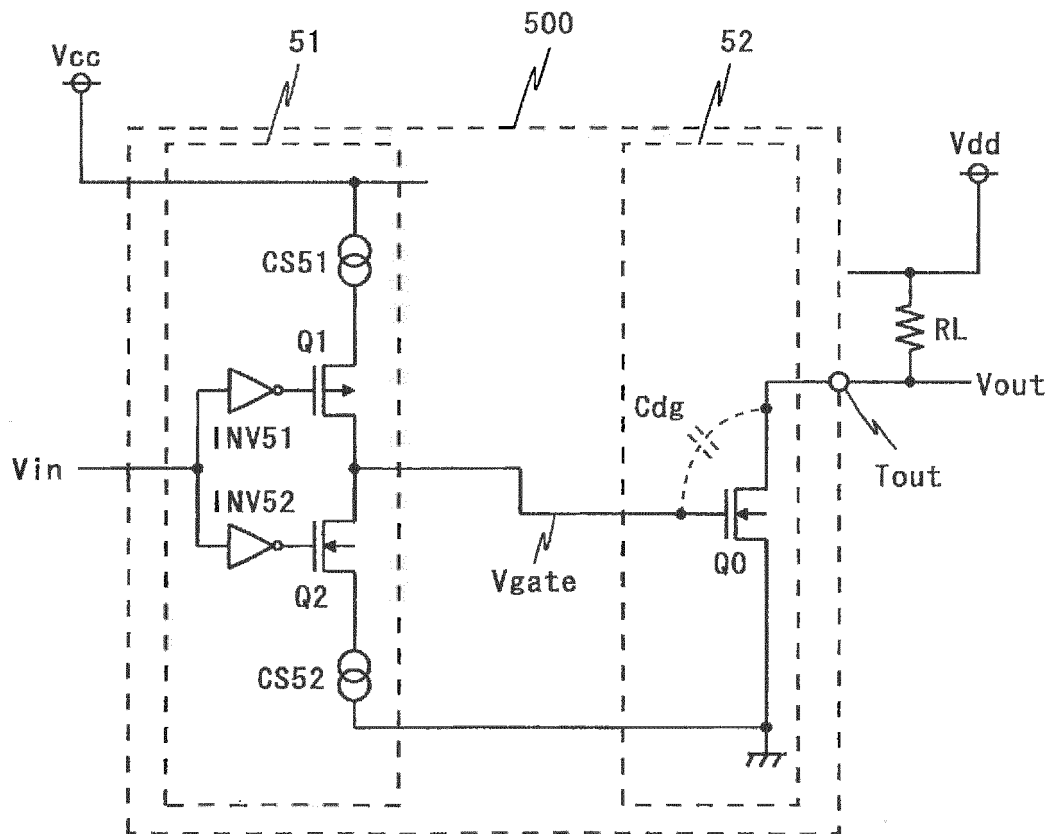 51
500
52
Vcc
Vdd
CS51
Q1
RL
Cdg
Vout
INV51
Vin
Tout
INV52
Q0
Vgate
Q2
CS52